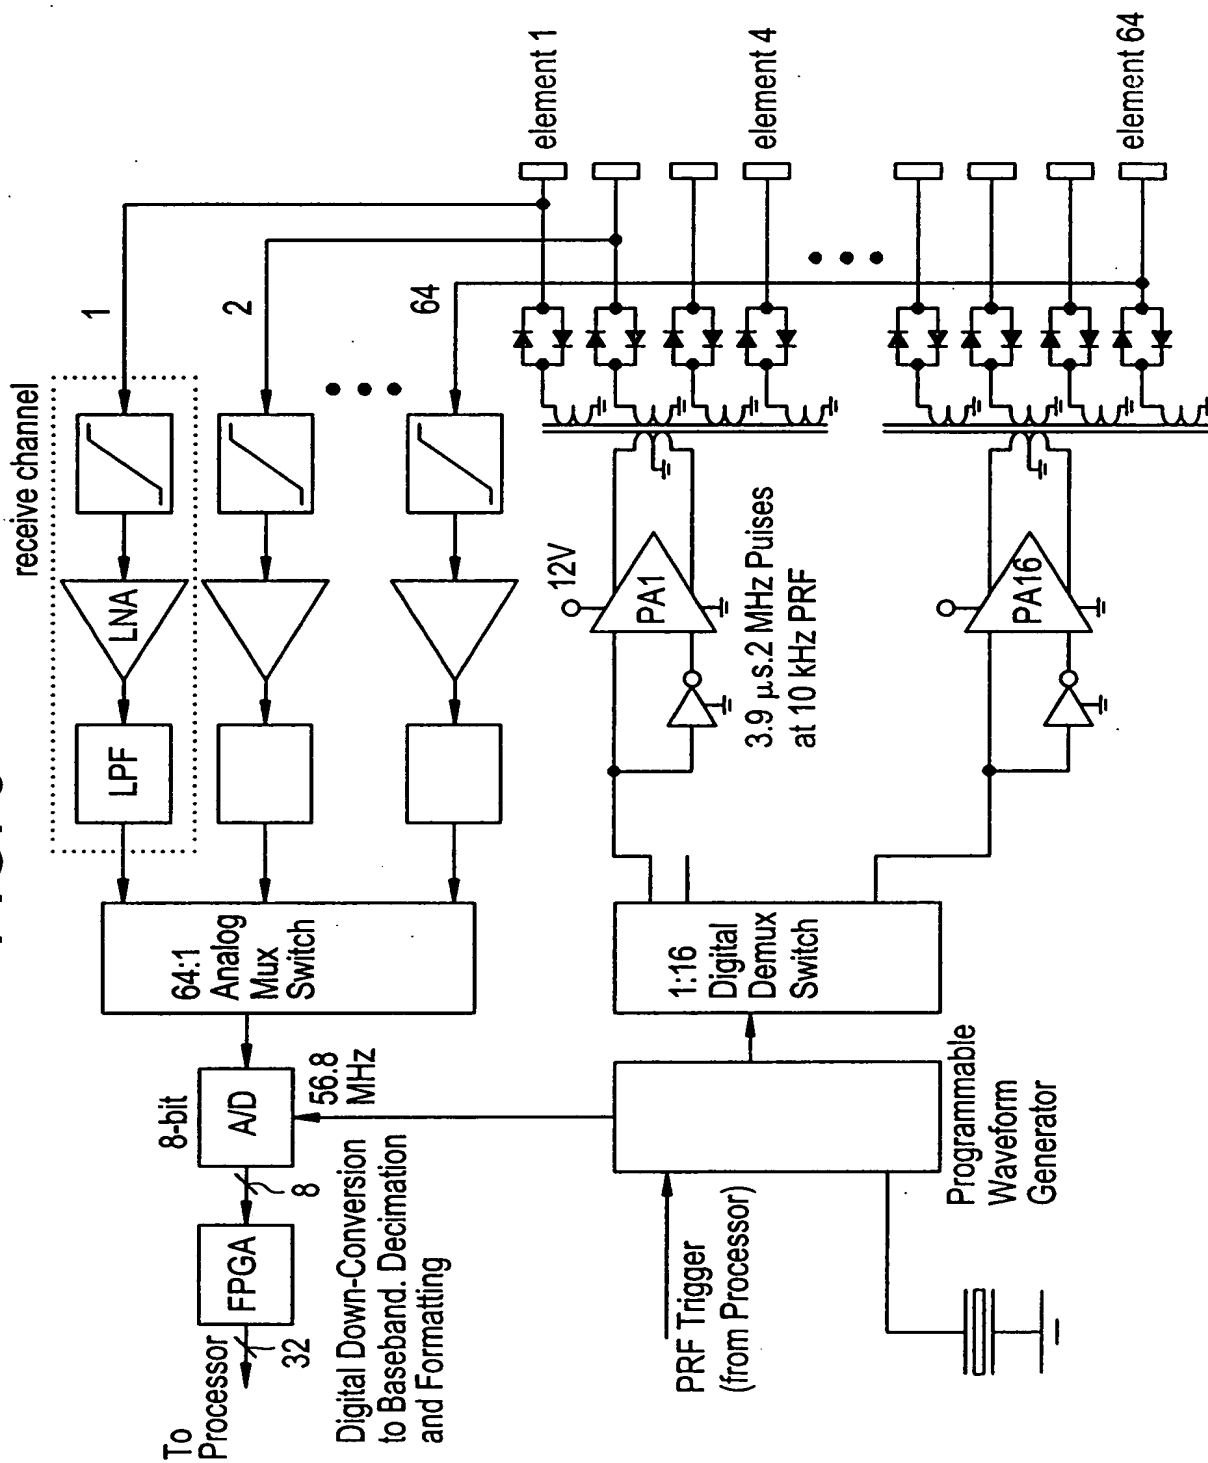 receive channel
1
2
64
LNA
LPF
64:1
Analog
Mux
Switch
8-bit
A/D
56.8
MHz
8
FPGA
32
To
Processor
Digital Down-Conversion
to Baseband. Decimation
and Formatting
element 1
element 4
element 64
12V
PA1
3.9 μs.2 MHz Puises
at 10 kHz PRF
PA16
1:16
Digital
Demux
Switch
Programmable
Waveform
Generator
PRF Trigger
(from Processor)